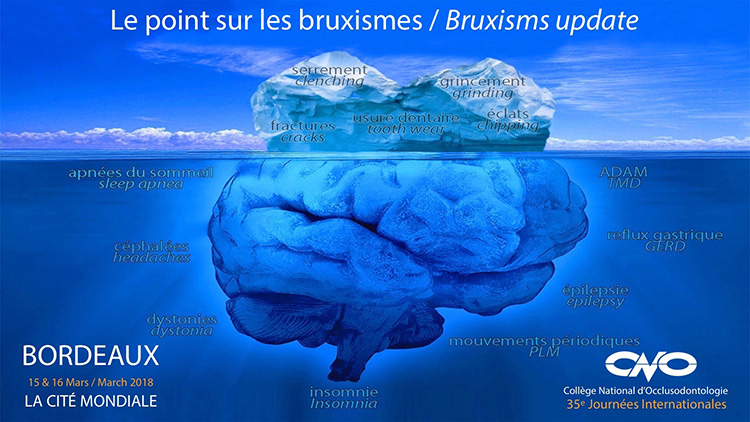 Le point sur les bruxismes / Bruxisms update
serrement
clenching
grincement
grinding
fractures
cracks
usure dentaire
tooth wear
éclats
chipping
apnées du sommeil
sleep apnea
ADAM
TMD
céphalées
headaches
reflux gastrique
GERD
épilepsie
epilepsy
dystonies
dystonia
mouvements périodiques
PLM
insomnie
Insomnia
BORDEAUX
15 & 16 Mars / March 2018
LA CITÉ MONDIALE
CNO
Collège National d'Occlusodontologie
35e Journées Internationales